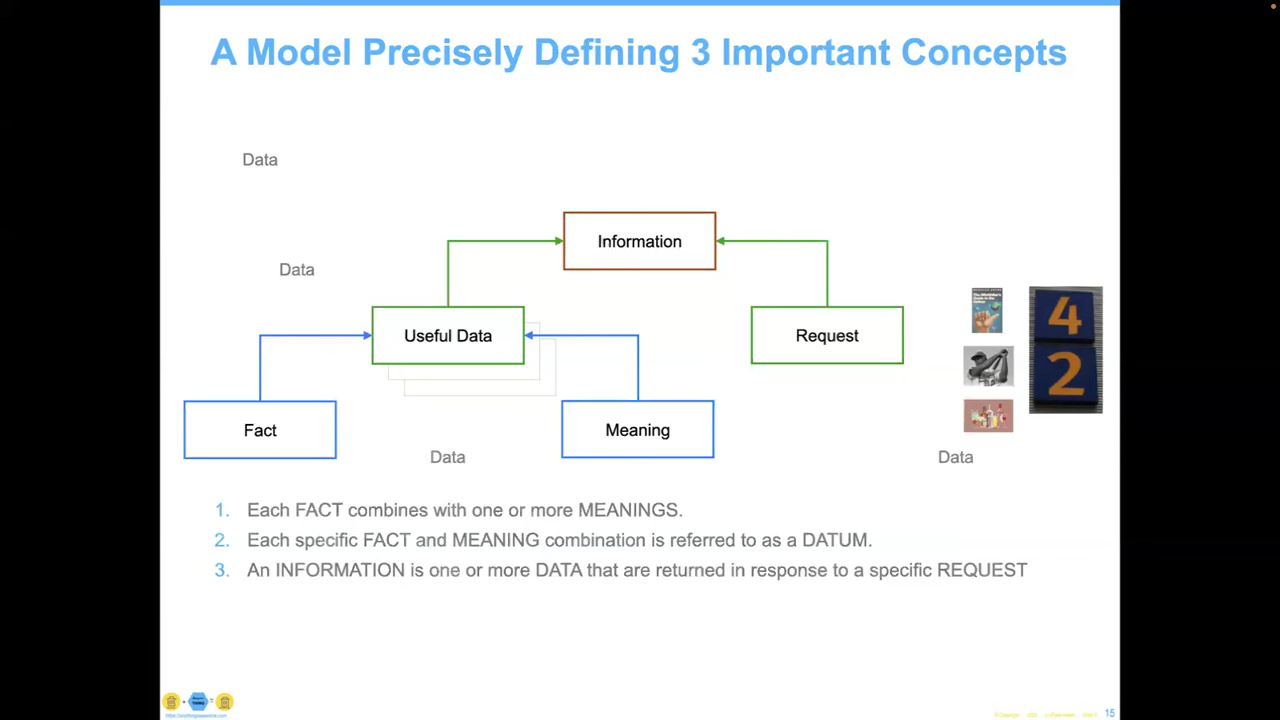 A Model Precisely Defining 3 Important Concepts
Data
Information
Data
Useful Data
Request
4
2
Fact
Meaning
Data
Data
1. Each FACT combines with one or more MEANINGS.
2. Each specific FACT and MEANING combination is referred to as a DATUM.
3. An INFORMATION is one or more DATA that are returned in response to a specific REQUEST
15